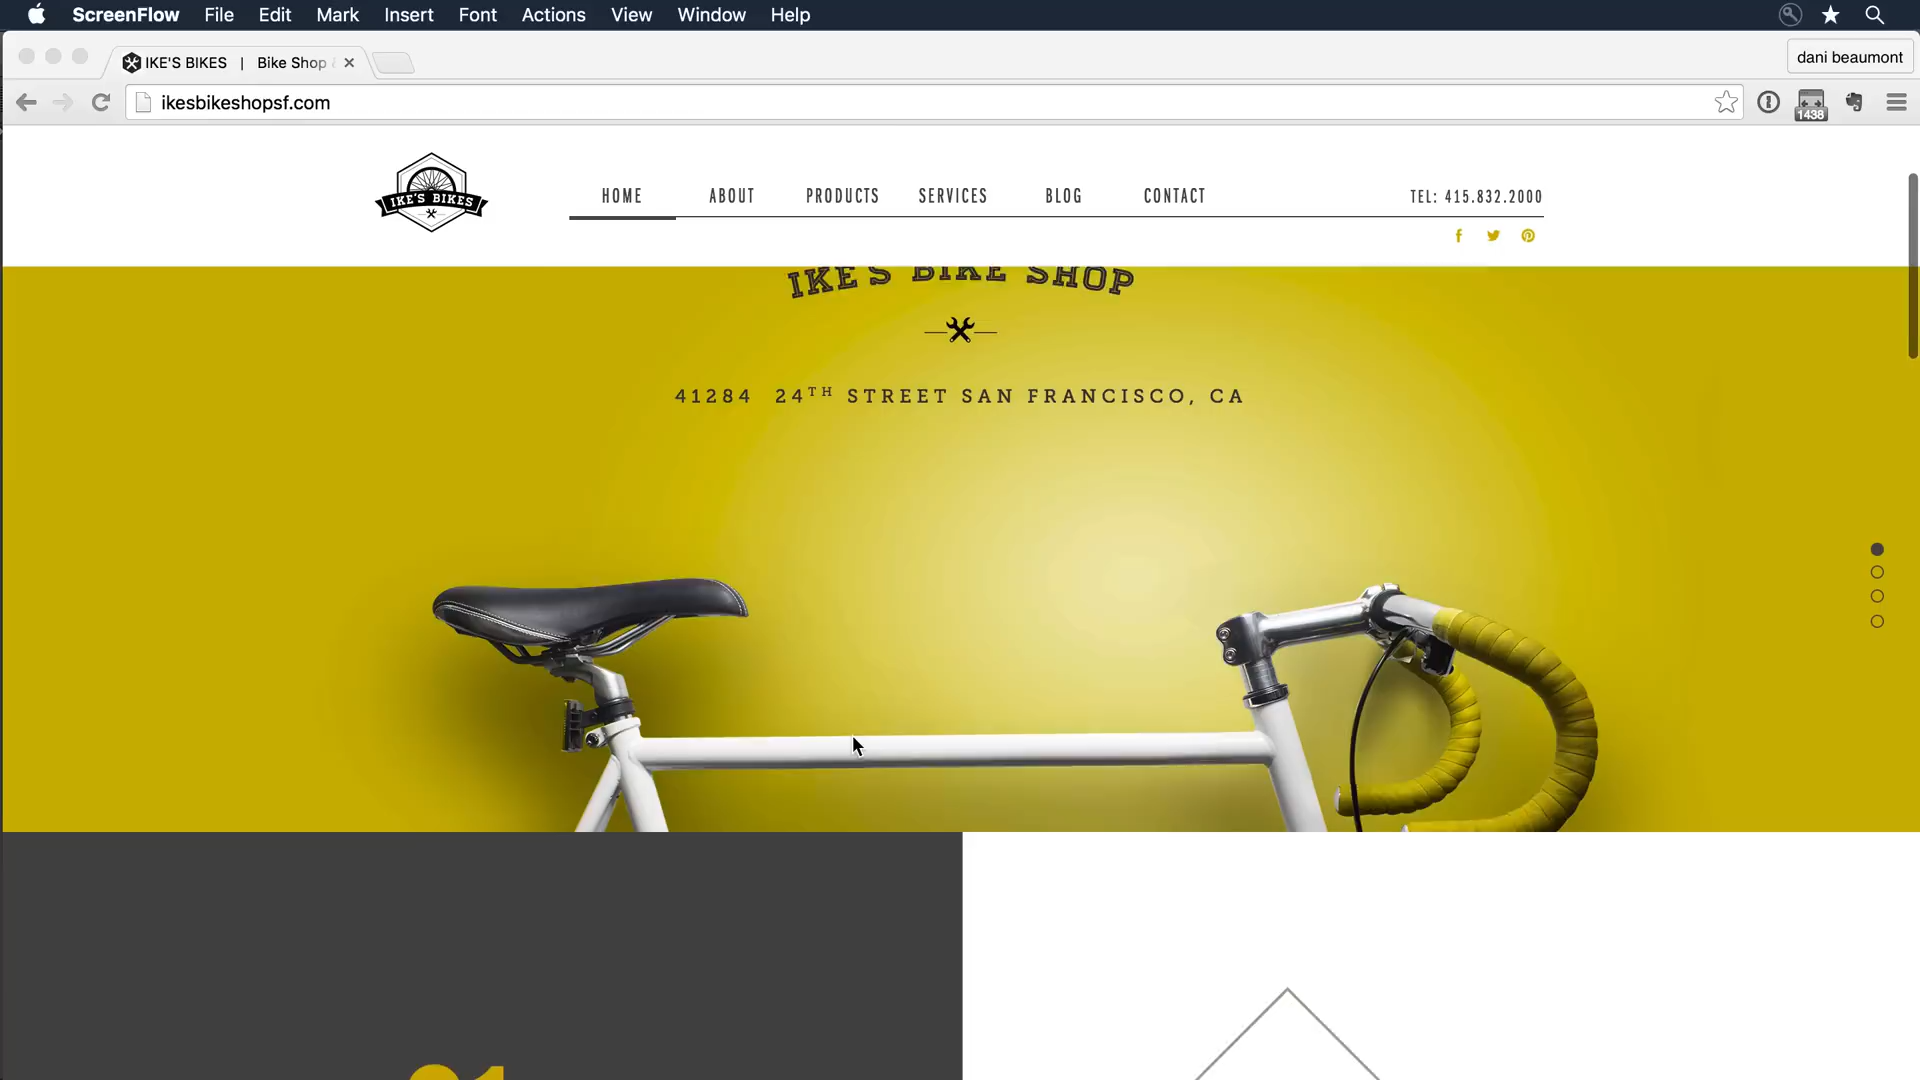 ScreenFlow File Edit Mark Insert Font Actions View Window Help
IKE'S BIKES | Bike Shop
dani beaumont
ikesbikeshopsf.com
1438
IKE'S BIKES
HOME ABOUT PRODUCTS SERVICES BLOG CONTACT TEL: 415.832.2000
IKE'S BIKE SHOP
41284 24TH STREET SAN FRANCISCO, CA